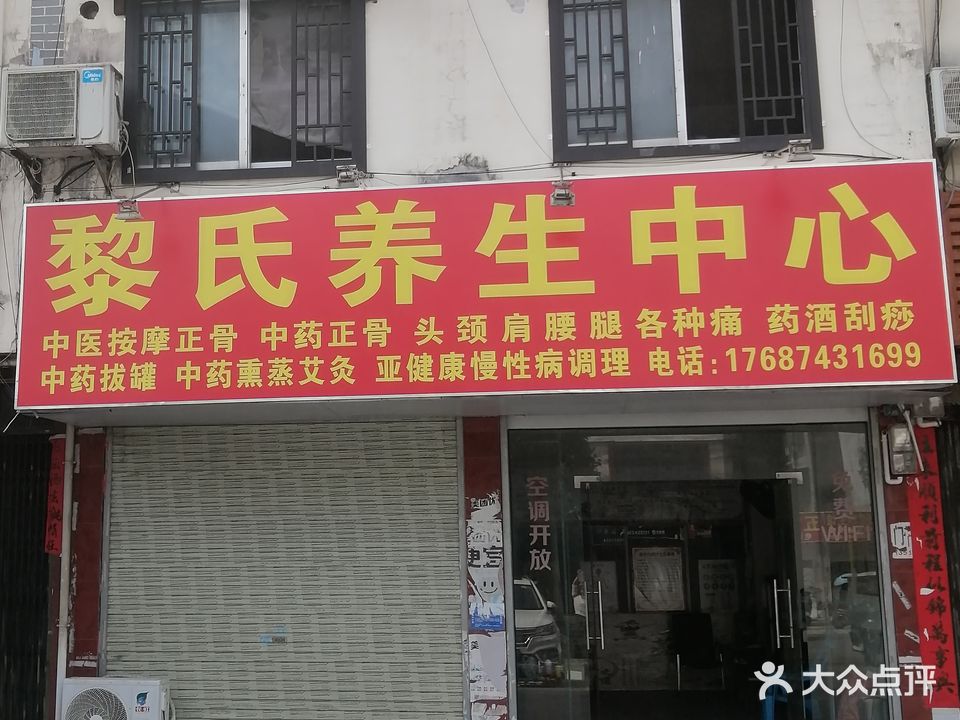 Midea
黎氏养生中心
中医按摩正骨 中药正骨 头颈肩腰腿各种痛 药酒刮痧
中药拔罐 中药熏蒸艾灸 亚健康慢性病调理 电话:17687431699
空调开放
免费
WIFI
大众点评